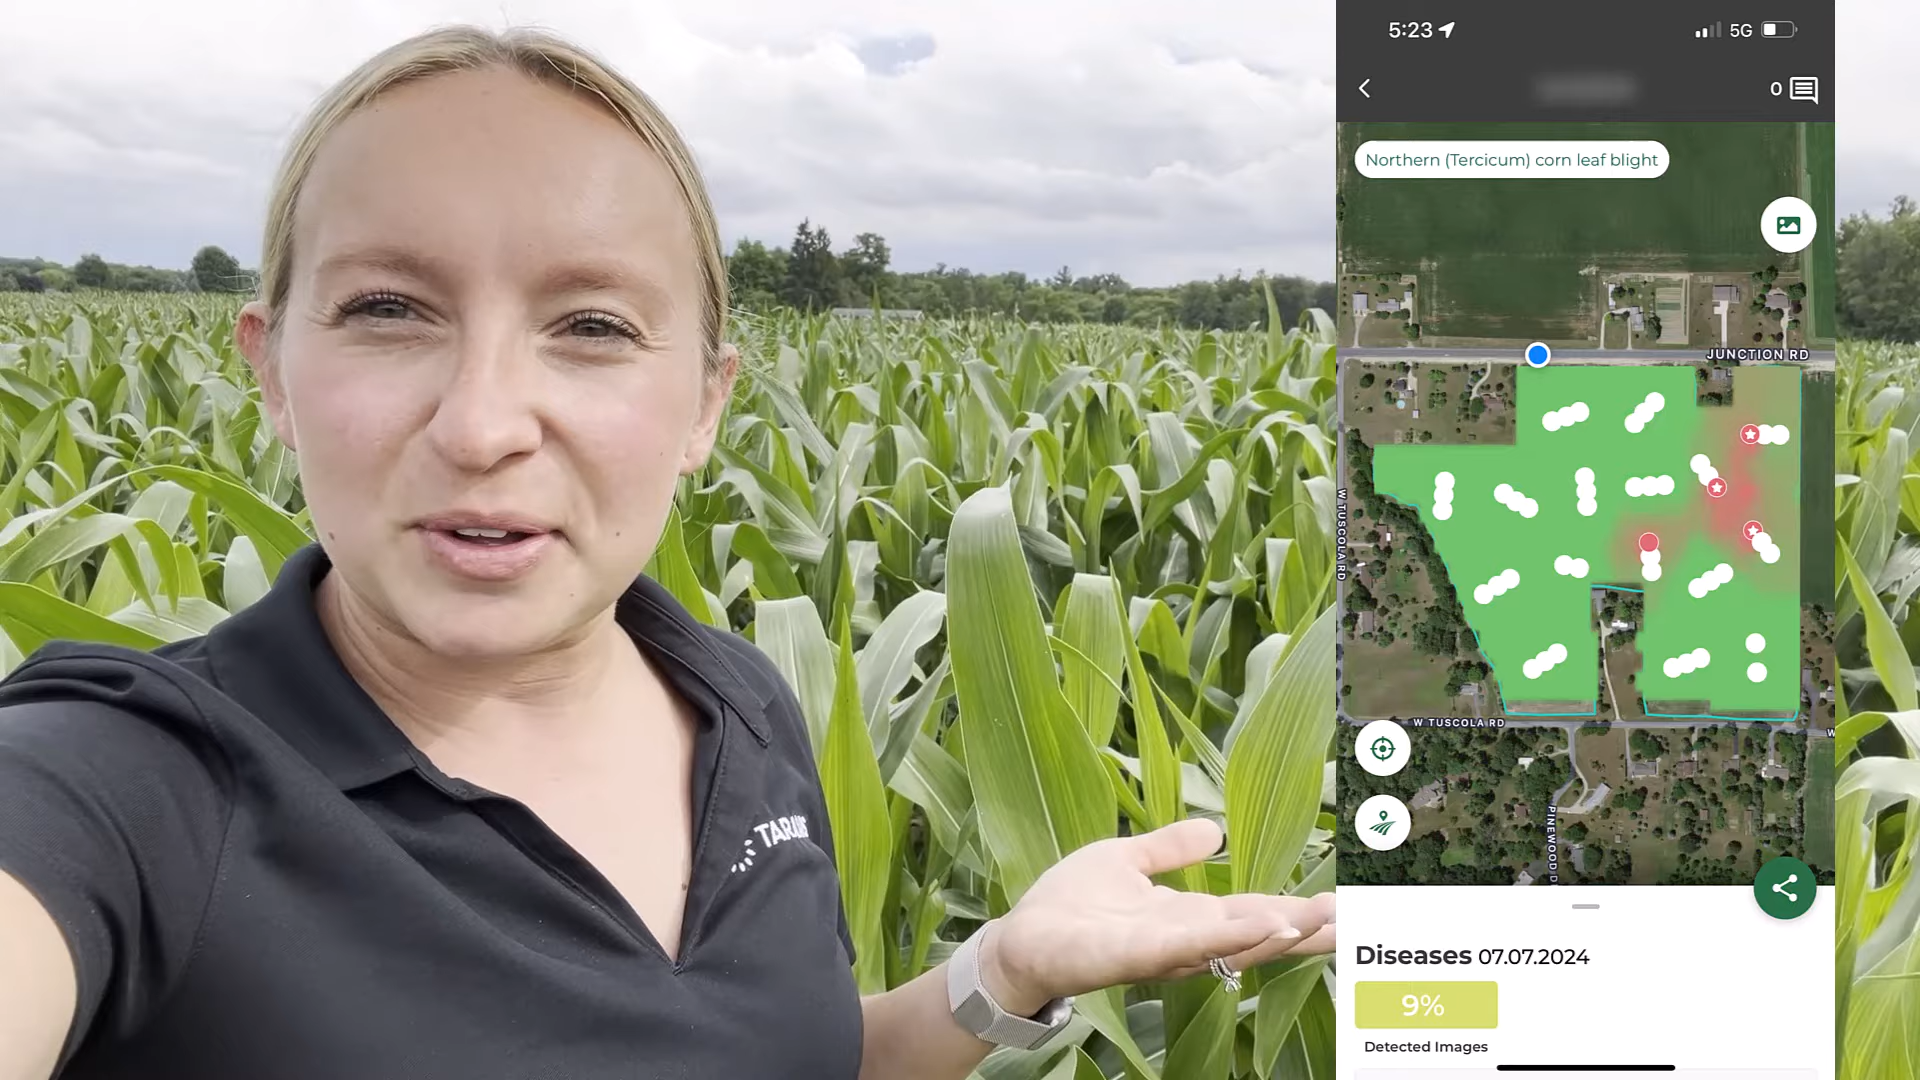 TARANIS
5:23
5G
0
Northern (Tercicum) corn leaf blight
JUNCTION RD
W TUSCOLA RD
W TUSCOLA RD
W
PINEWOOD D
Diseases 07.07.2024
9%
Detected Images